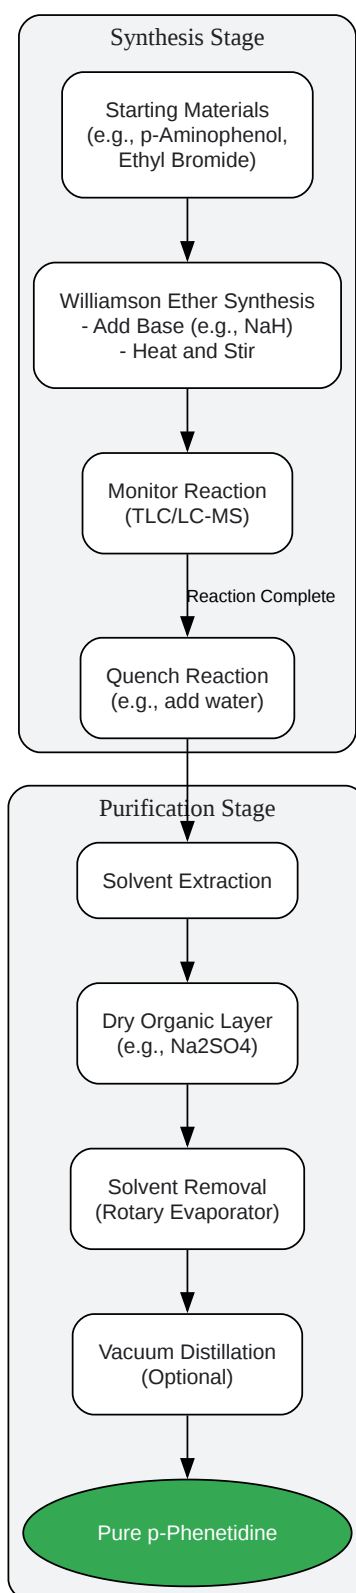 Synthesis Stage
Starting Materials
(e.g., p-Aminophenol,
Ethyl Bromide)
Williamson Ether Synthesis
- Add Base (e.g., NaH)
- Heat and Stir
Monitor Reaction
(TLC/LC-MS)
Reaction Complete
Quench Reaction
(e.g., add water)
Purification Stage
Solvent Extraction
Dry Organic Layer
(e.g., Na2SO4)
Solvent Removal
(Rotary Evaporator)
Vacuum Distillation
(Optional)
Pure p-Phenetidine